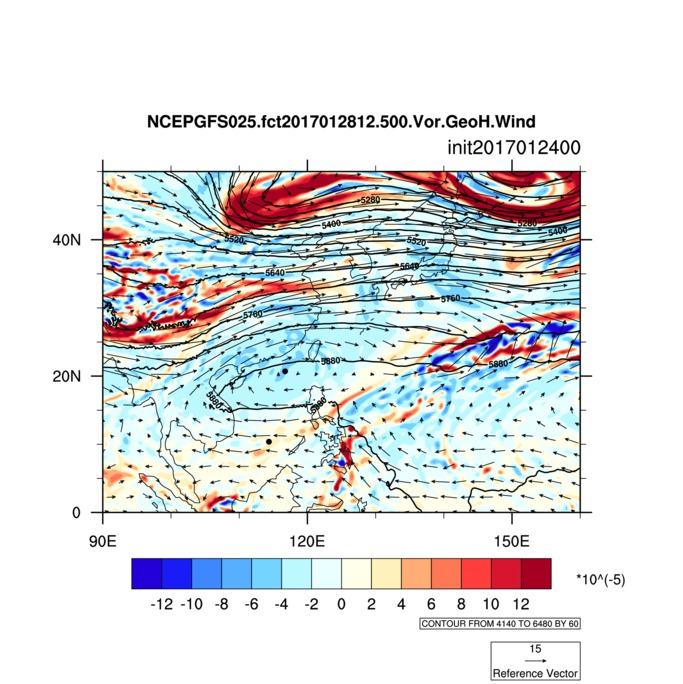 NCEPGFS025.fct2017012812.500.Vor.GeoH.Wind
init2017012400
5280
5400
5280
5400
5520
5520
5640
5640
5760
5760
5880
5880
5880
5880
40N
20N
0
90E 120E 150E
-12 -10 -8 -6 -4 -2 0 2 4 6 8 10 12
*10^(-5)
CONTOUR FROM 4140 TO 6480 BY 60
15
Reference Vector